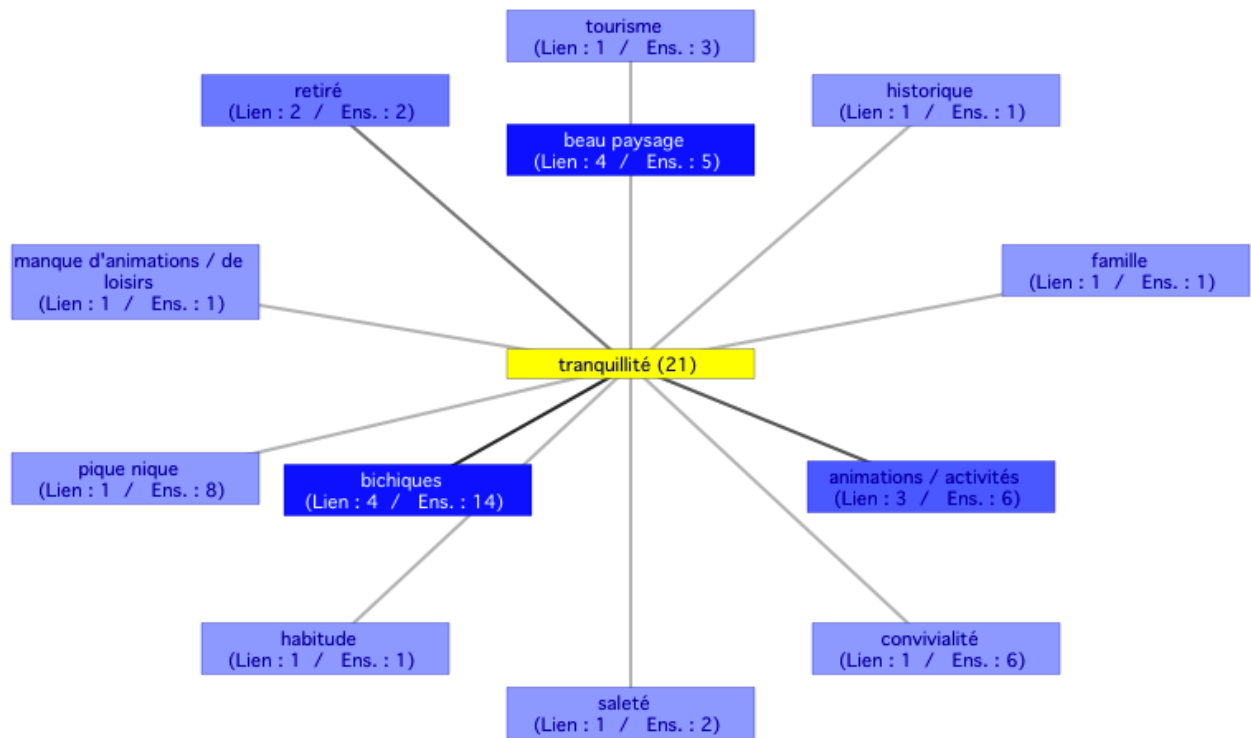 tourisme
(Lien : 1 / Ens. : 3)
retiré
(Lien : 2 / Ens. : 2)
historique
(Lien : 1 / Ens. : 1)
beau paysage
(Lien : 4 / Ens. : 5)
manque d'animations / de
loisirs
(Lien : 1 / Ens. : 1)
famille
(Lien : 1 / Ens. : 1)
tranquillité (21)
pique nique
(Lien : 1 / Ens. : 8)
bichiques
(Lien : 4 / Ens. : 14)
animations / activités
(Lien : 3 / Ens. : 6)
habitude
(Lien : 1 / Ens. : 1)
convivialité
(Lien : 1 / Ens. : 6)
saleté
(Lien : 1 / Ens. : 2)